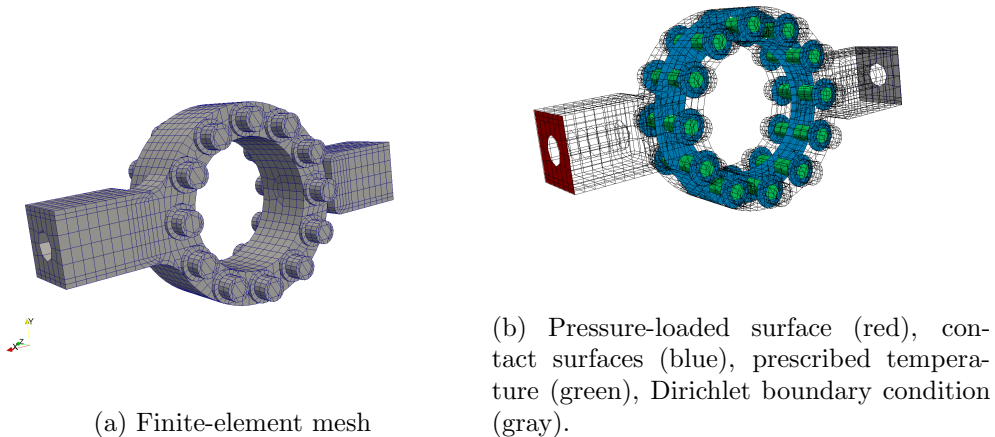 Y
Z
X
(a) Finite-element mesh
(b) Pressure-loaded surface (red), con-
tact surfaces (blue), prescribed tempera-
ture (green), Dirichlet boundary condition
(gray).